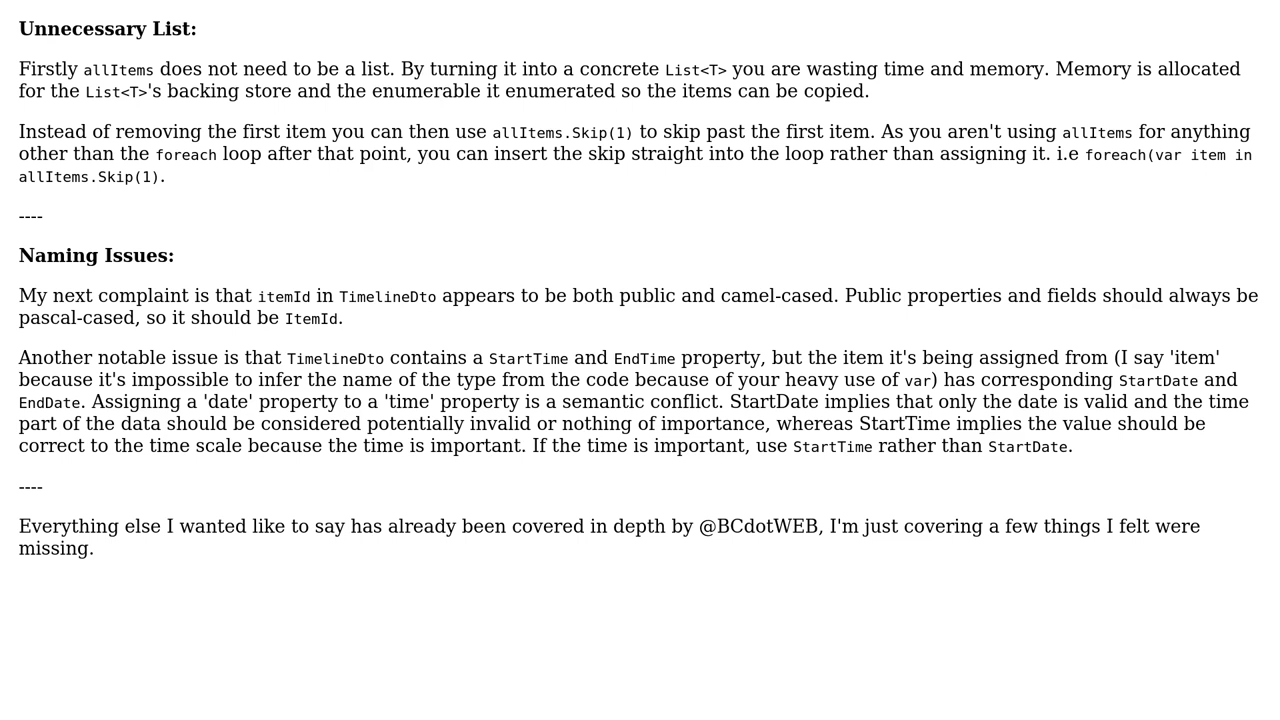 Unnecessary List:
Firstly allItems does not need to be a list. By turning it into a concrete List<T> you are wasting time and memory. Memory is allocated
for the List<T>'s backing store and the enumerable it enumerated so the items can be copied.
Instead of removing the first item you can then use allItems.Skip(1) to skip past the first item. As you aren't using allItems for anything
other than the foreach loop after that point, you can insert the skip straight into the loop rather than assigning it. i.e foreach(var item in
allItems.Skip(1).
----
Naming Issues:
My next complaint is that itemId in TimelineDto appears to be both public and camel-cased. Public properties and fields should always be
pascal-cased, so it should be ItemId.
Another notable issue is that TimelineDto contains a StartTime and EndTime property, but the item it's being assigned from (I say 'item'
because it's impossible to infer the name of the type from the code because of your heavy use of var) has corresponding StartDate and
EndDate. Assigning a 'date' property to a 'time' property is a semantic conflict. StartDate implies that only the date is valid and the time
part of the data should be considered potentially invalid or nothing of importance, whereas StartTime implies the value should be
correct to the time scale because the time is important. If the time is important, use StartTime rather than StartDate.
----
Everything else I wanted like to say has already been covered in depth by @BCdotWEB, I'm just covering a few things I felt were
missing.